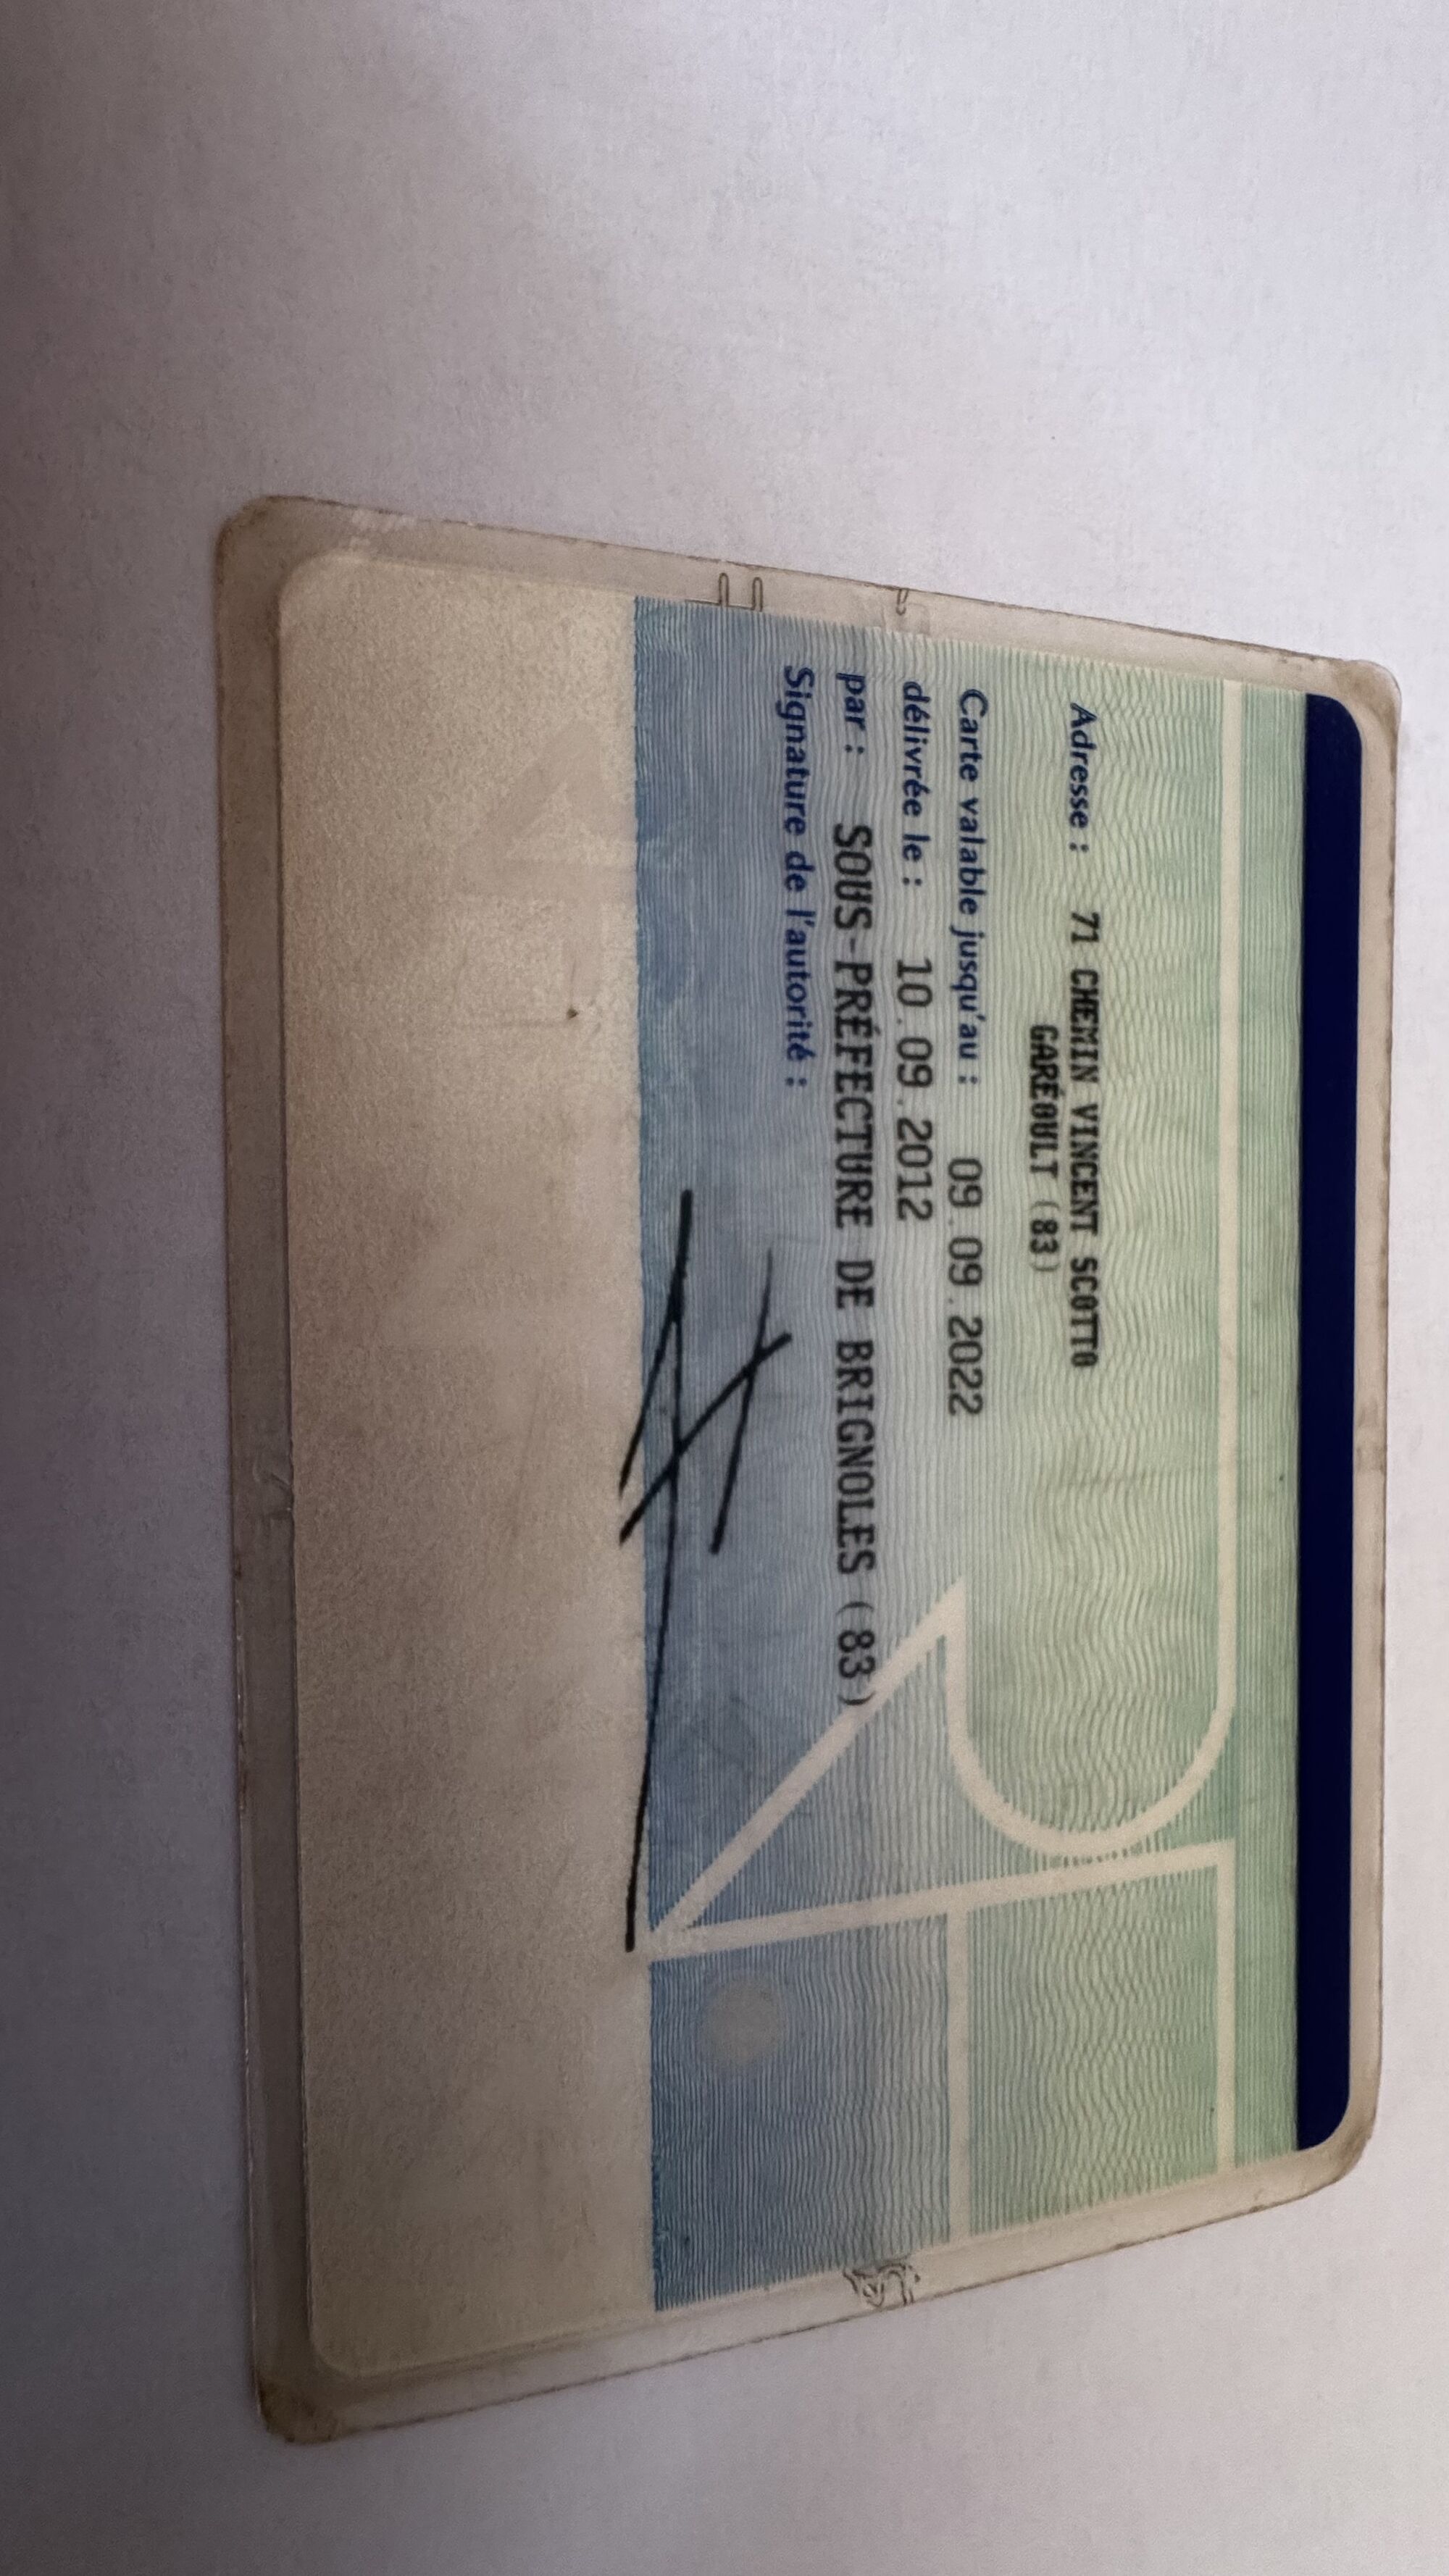 Adresse : 71 CHEMIN VINCENT SCOTTO
GARÉOULT (83)
Carte valable jusqu'au : 09.09.2022
délivrée le : 10.09.2012
par : SOUS-PRÉFECTURE DE BRIGNOLES (83)
Signature de l'autorité :